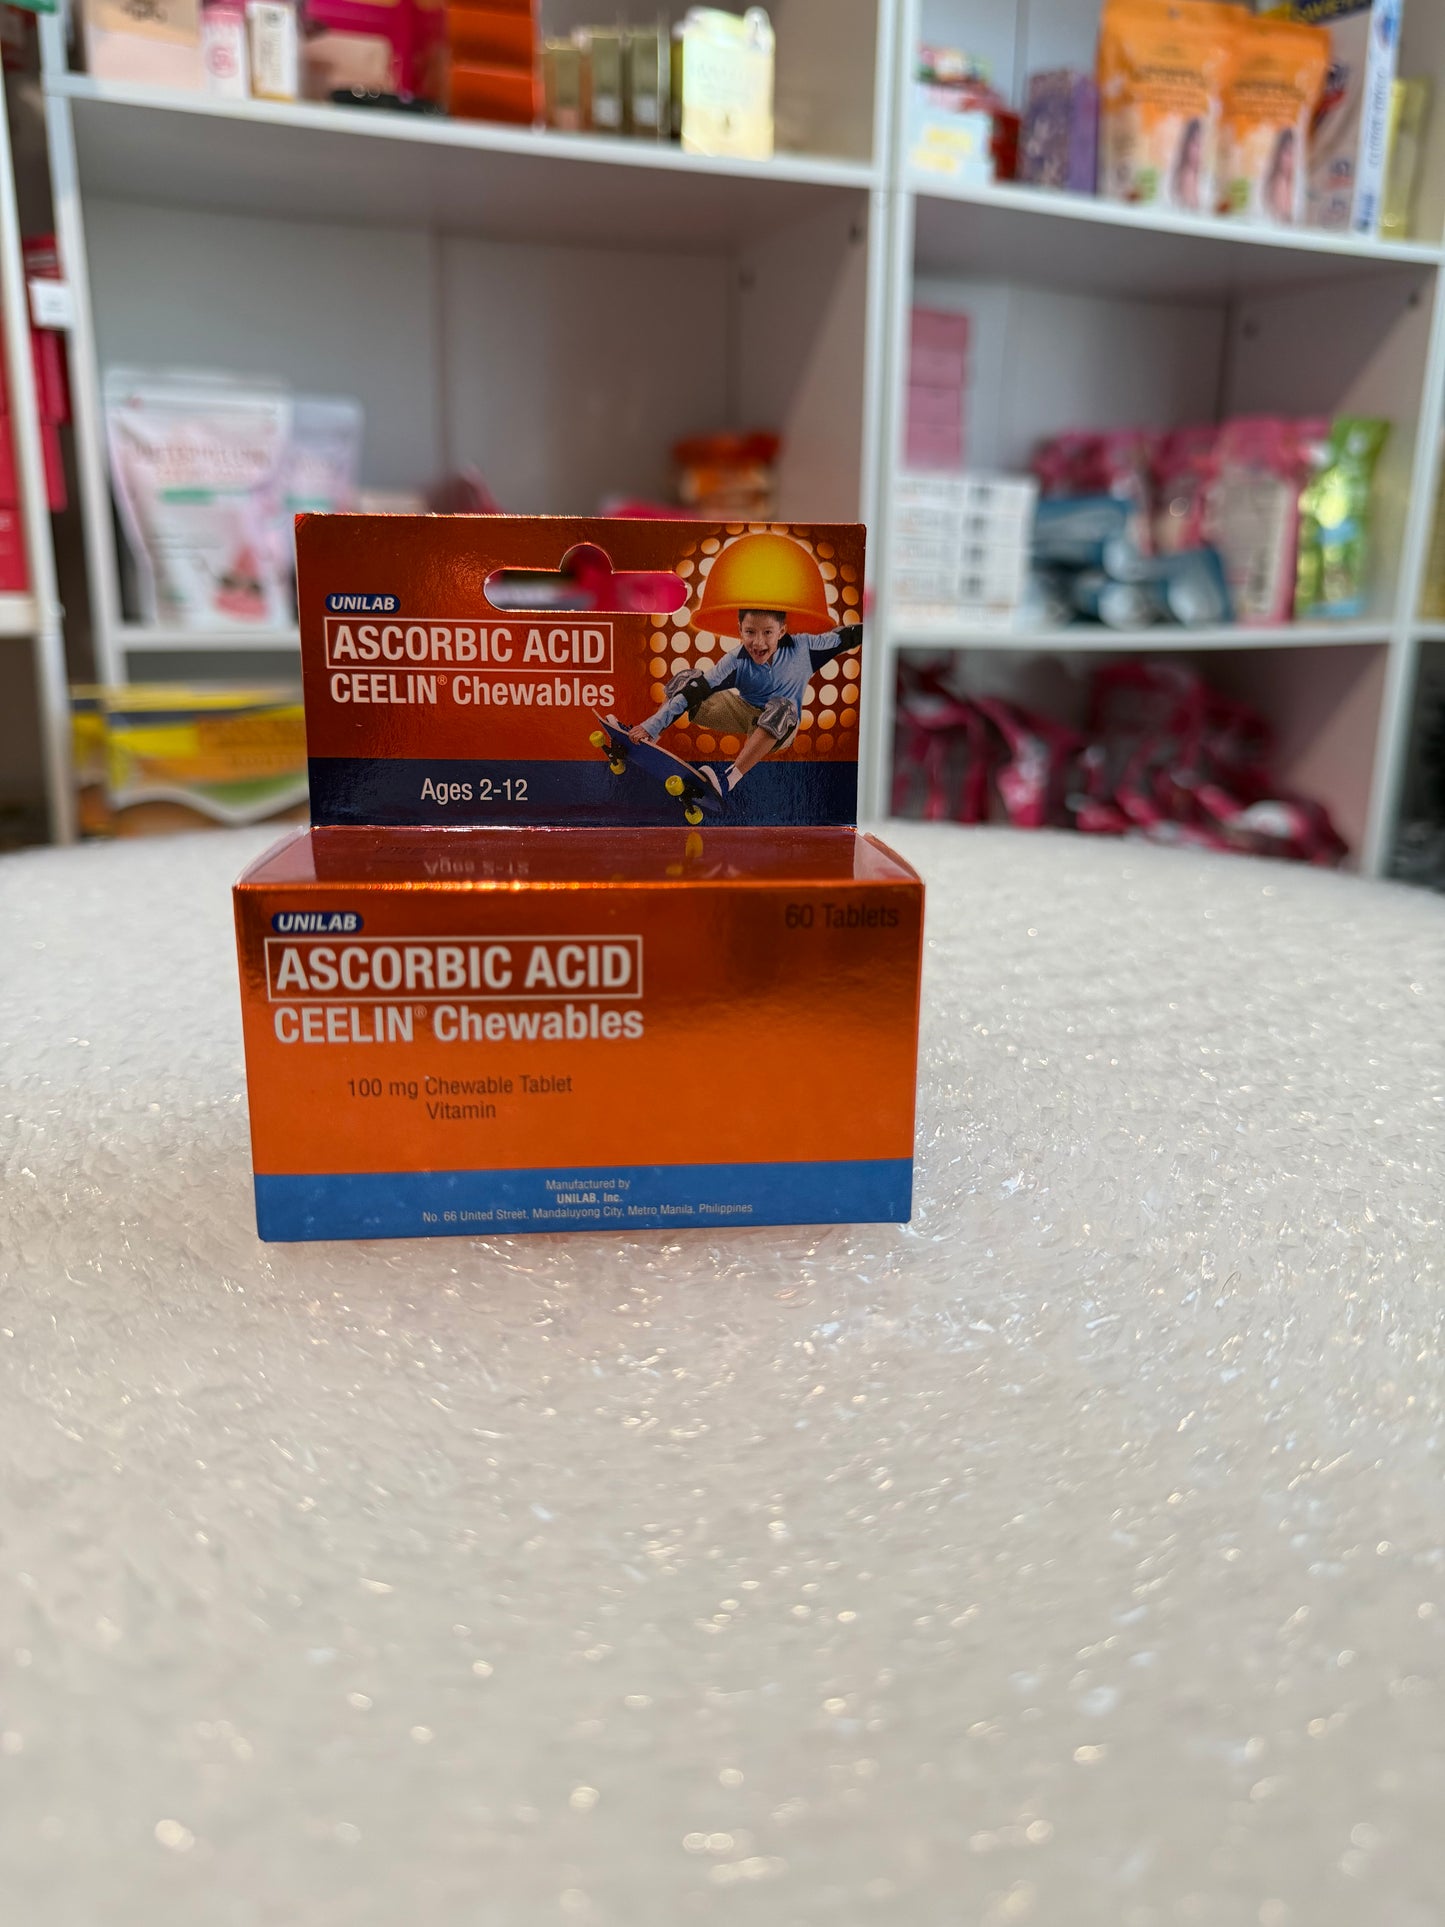 UNILAB
ASCORBIC ACID
CEELIN® Chewables
Ages 2-12
UNILAB
60 Tablets
ASCORBIC ACID
CEELIN® Chewables
100 mg Chewable Tablet
Vitamin
Manufactured by
UNILAB, Inc.
No. 66 United Street, Mandaluyong City, Metro Manila, Philippines